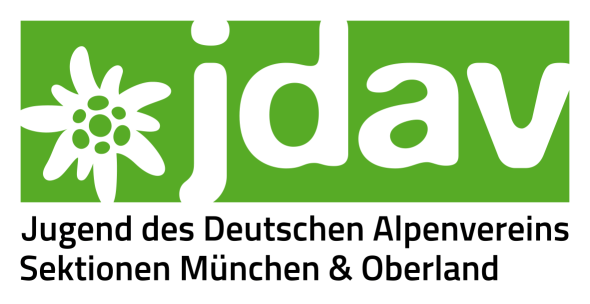 jdav
Jugend des Deutschen Alpenvereins
Sektionen München & Oberland